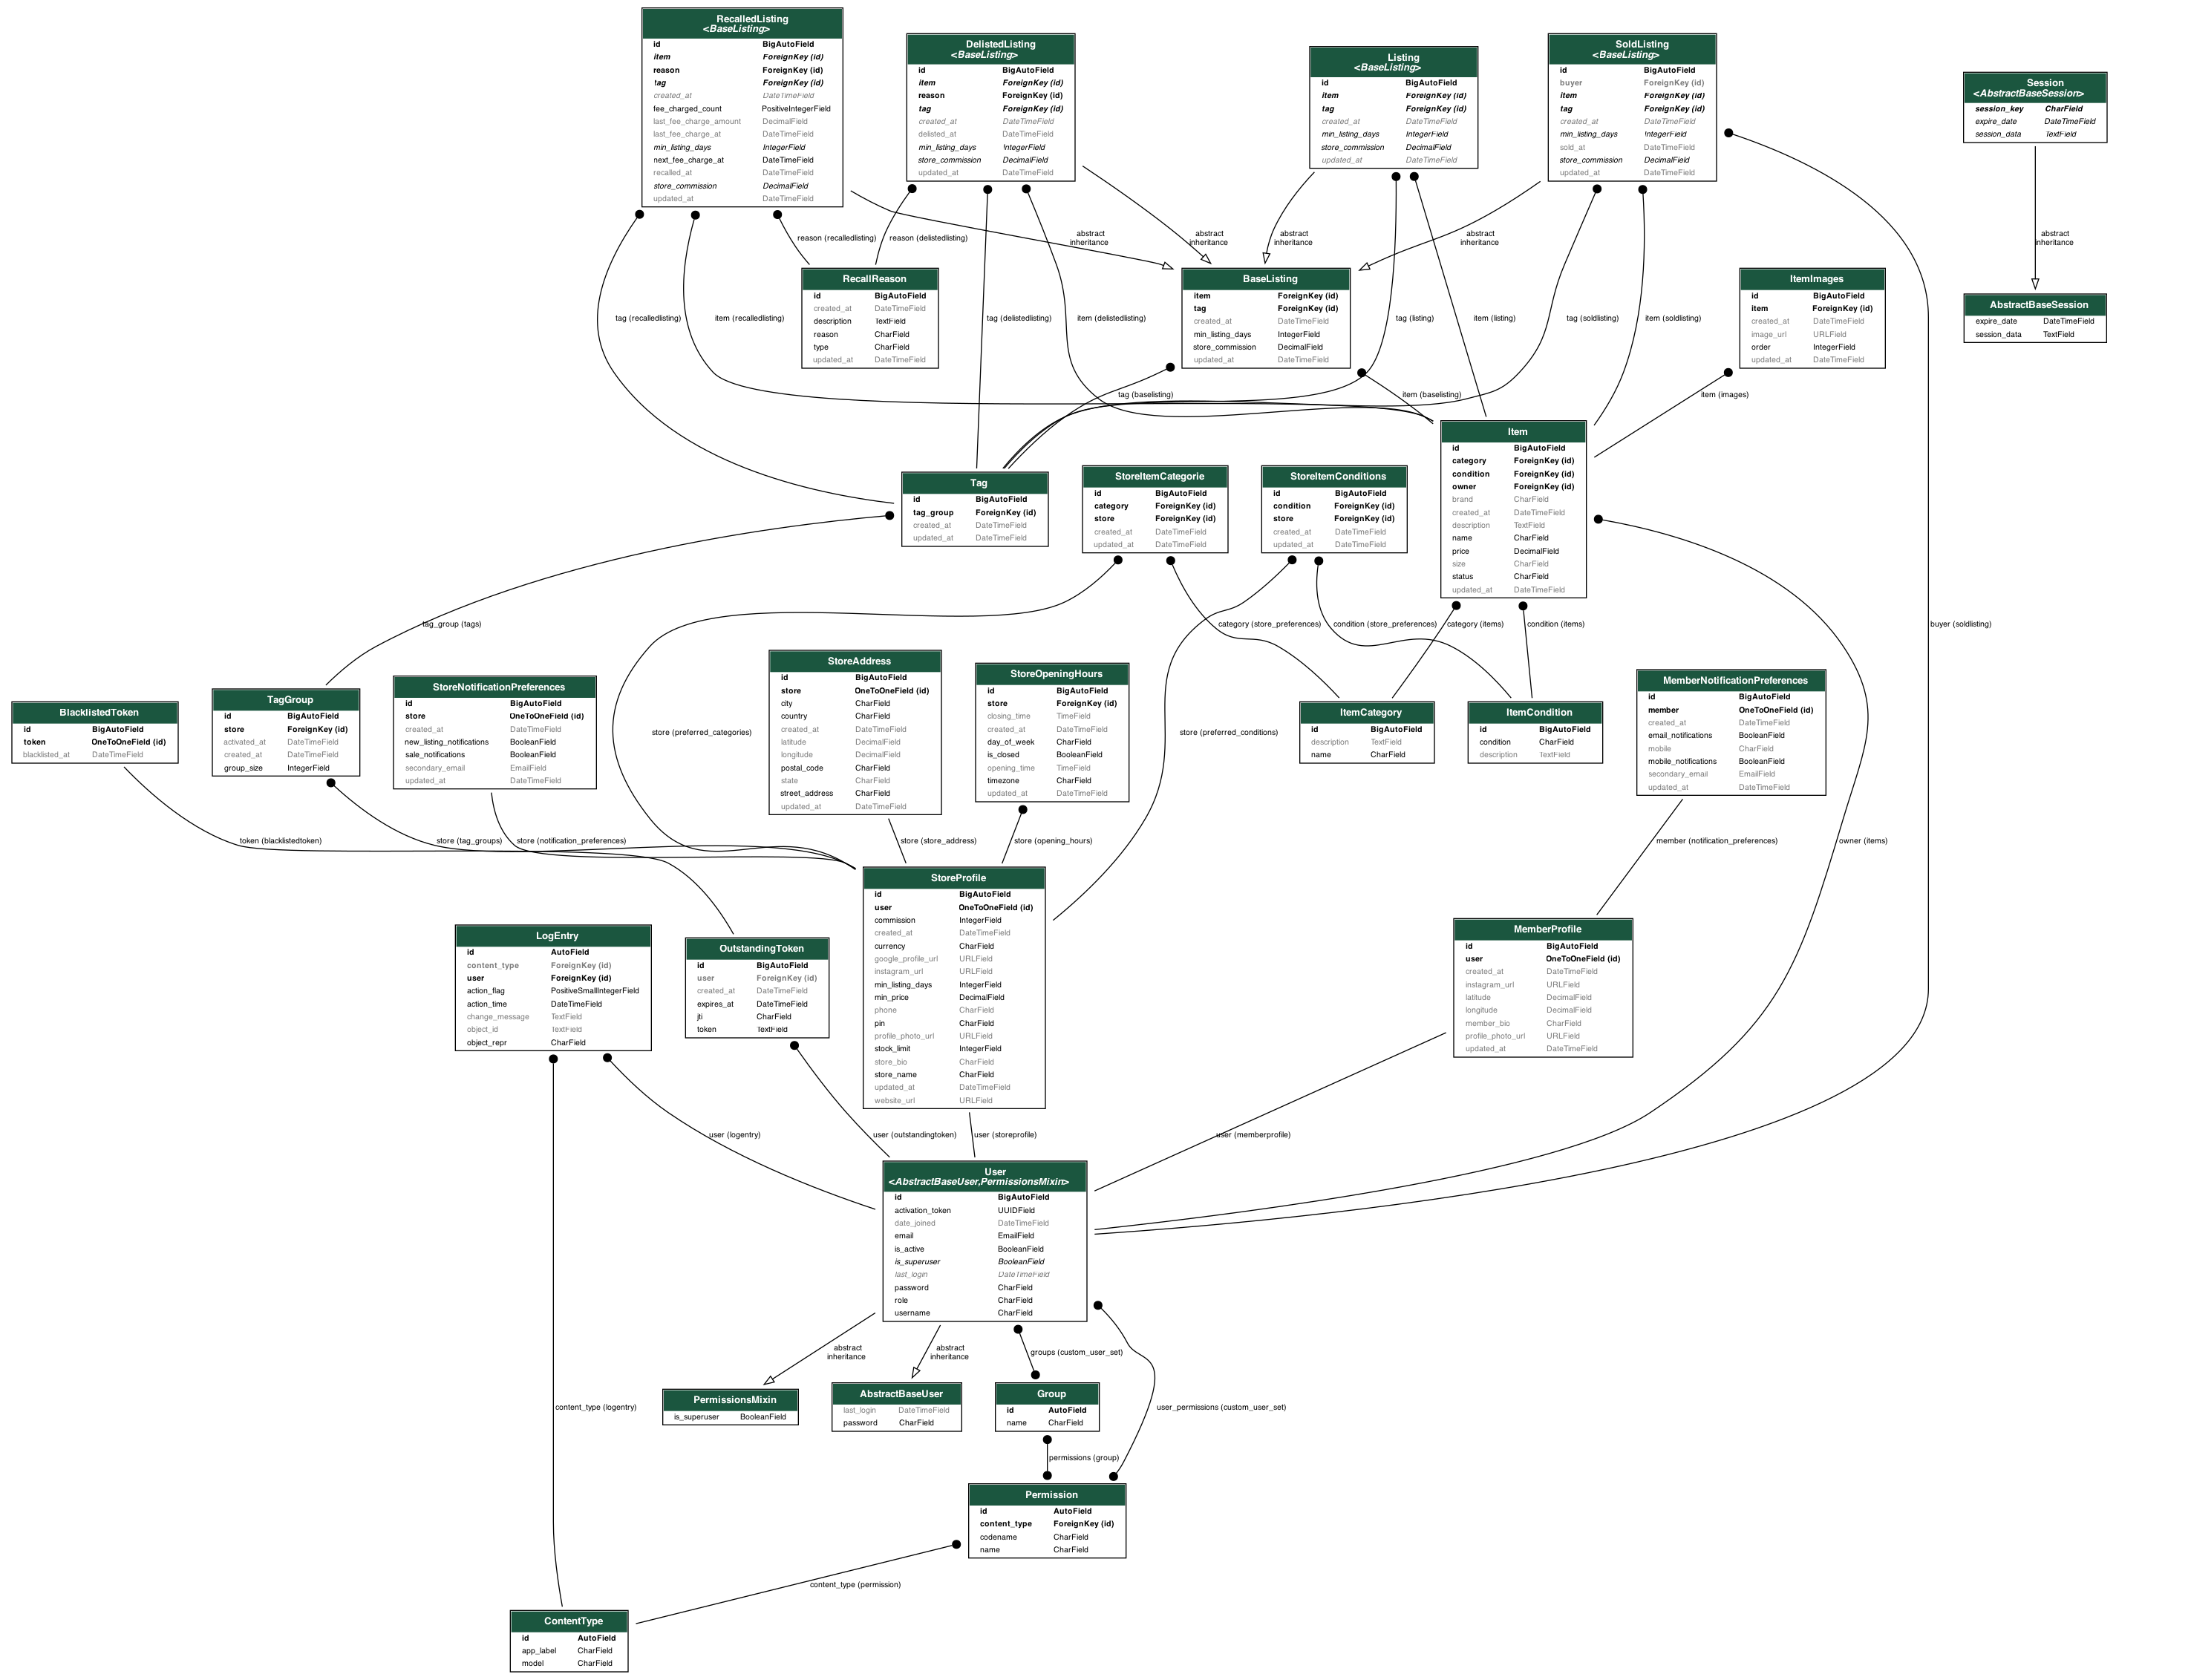 RecalledListing
<BaseListing>
id BigAutoField
item ForeignKey (id)
reason ForeignKey (id)
tag ForeignKey (id)
created_at DateTimeField
fee_charged_count PositiveIntegerField
last_fee_charge_amount DecimalField
last_fee_charge_at DateTimeField
min_listing_days IntegerField
next_fee_charge_at DateTimeField
recalled_at DateTimeField
store_commission DecimalField
updated_at DateTimeField
DelistedListing
<BaseListing>
id BigAutoField
item ForeignKey (id)
reason ForeignKey (id)
tag ForeignKey (id)
created_at DateTimeField
delisted_at DateTimeField
min_listing_days IntegerField
store_commission DecimalField
updated_at DateTimeField
Listing
<BaseListing>
id BigAutoField
item ForeignKey (id)
tag ForeignKey (id)
created_at DateTimeField
min_listing_days IntegerField
store_commission DecimalField
updated_at DateTimeField
SoldListing
<BaseListing>
id BigAutoField
buyer ForeignKey (id)
item ForeignKey (id)
tag ForeignKey (id)
created_at DateTimeField
min_listing_days IntegerField
sold_at DateTimeField
store_commission DecimalField
updated_at DateTimeField
Session
<AbstractBaseSession>
session_key CharField
expire_date DateTimeField
session_data TextField
reason (recalledlisting)
reason (delistedlisting)
abstract
inheritance
abstract
inheritance
abstract
inheritance
abstract
inheritance
abstract
inheritance
RecallReason
id BigAutoField
created_at DateTimeField
description TextField
reason CharField
type CharField
updated_at DateTimeField
BaseListing
item ForeignKey (id)
tag ForeignKey (id)
created_at DateTimeField
min_listing_days IntegerField
store_commission DecimalField
updated_at DateTimeField
ItemImages
id BigAutoField
item ForeignKey (id)
created_at DateTimeField
image_url URLField
order IntegerField
updated_at DateTimeField
AbstractBaseSession
expire_date DateTimeField
session_data TextField
tag (recalledlisting)
item (recalledlisting)
tag (delistedlisting)
item (delistedlisting)
tag (listing)
item (listing)
tag (soldlisting)
item (soldlisting)
tag (baselisting)
item (baselisting)
item (images)
Tag
id BigAutoField
tag_group ForeignKey (id)
created_at DateTimeField
updated_at DateTimeField
StoreItemCategorie
id BigAutoField
category ForeignKey (id)
store ForeignKey (id)
created_at DateTimeField
updated_at DateTimeField
StoreItemConditions
id BigAutoField
condition ForeignKey (id)
store ForeignKey (id)
created_at DateTimeField
updated_at DateTimeField
Item
id BigAutoField
category ForeignKey (id)
condition ForeignKey (id)
owner ForeignKey (id)
brand CharField
created_at DateTimeField
description TextField
name CharField
price DecimalField
size CharField
status CharField
updated_at DateTimeField
tag_group (tags)
category (store_preferences)
condition (store_preferences)
category (items)
condition (items)
buyer (soldlisting)
BlacklistedToken
id BigAutoField
token OneToOneField (id)
blacklisted_at DateTimeField
TagGroup
id BigAutoField
store ForeignKey (id)
activated_at DateTimeField
created_at DateTimeField
group_size IntegerField
StoreNotificationPreferences
id BigAutoField
store OneToOneField (id)
created_at DateTimeField
new_listing_notifications BooleanField
sale_notifications BooleanField
secondary_email EmailField
updated_at DateTimeField
store (preferred_categories)
StoreAddress
id BigAutoField
store OneToOneField (id)
city CharField
country CharField
created_at DateTimeField
latitude DecimalField
longitude DecimalField
postal_code CharField
state CharField
street_address CharField
updated_at DateTimeField
StoreOpeningHours
id BigAutoField
store ForeignKey (id)
closing_time TimeField
created_at DateTimeField
day_of_week CharField
is_closed BooleanField
opening_time TimeField
timezone CharField
updated_at DateTimeField
store (preferred_conditions)
ItemCategory
id BigAutoField
description TextField
name CharField
ItemCondition
id BigAutoField
condition CharField
description TextField
MemberNotificationPreferences
id BigAutoField
member OneToOneField (id)
created_at DateTimeField
email_notifications BooleanField
mobile CharField
mobile_notifications BooleanField
secondary_email EmailField
updated_at DateTimeField
token (blacklistedtoken)
store (tag_groups)
store (notification_preferences)
store (store_address)
store (opening_hours)
member (notification_preferences)
owner (items)
LogEntry
id AutoField
content_type ForeignKey (id)
user ForeignKey (id)
action_flag PositiveSmallIntegerField
action_time DateTimeField
change_message TextField
object_id TextField
object_repr CharField
OutstandingToken
id BigAutoField
user ForeignKey (id)
created_at DateTimeField
expires_at DateTimeField
jti CharField
token TextField
StoreProfile
id BigAutoField
user OneToOneField (id)
commission IntegerField
created_at DateTimeField
currency CharField
google_profile_url URLField
instagram_url URLField
min_listing_days IntegerField
min_price DecimalField
phone CharField
pin CharField
profile_photo_url URLField
stock_limit IntegerField
store_bio CharField
store_name CharField
updated_at DateTimeField
website_url URLField
MemberProfile
id BigAutoField
user OneToOneField (id)
created_at DateTimeField
instagram_url URLField
latitude DecimalField
longitude DecimalField
member_bio CharField
profile_photo_url URLField
updated_at DateTimeField
user (logentry)
user (outstandingtoken)
user (storeprofile)
user (memberprofile)
User
<AbstractBaseUser,PermissionsMixin>
id BigAutoField
activation_token UUIDField
date_joined DateTimeField
email EmailField
is_active BooleanField
is_superuser BooleanField
last_login DateTimeField
password CharField
role CharField
username CharField
abstract
inheritance
abstract
inheritance
groups (custom_user_set)
PermissionsMixin
is_superuser BooleanField
AbstractBaseUser
last_login DateTimeField
password CharField
Group
id AutoField
name CharField
content_type (logentry)
user_permissions (custom_user_set)
permissions (group)
Permission
id AutoField
content_type ForeignKey (id)
codename CharField
name CharField
content_type (permission)
ContentType
id AutoField
app_label CharField
model CharField